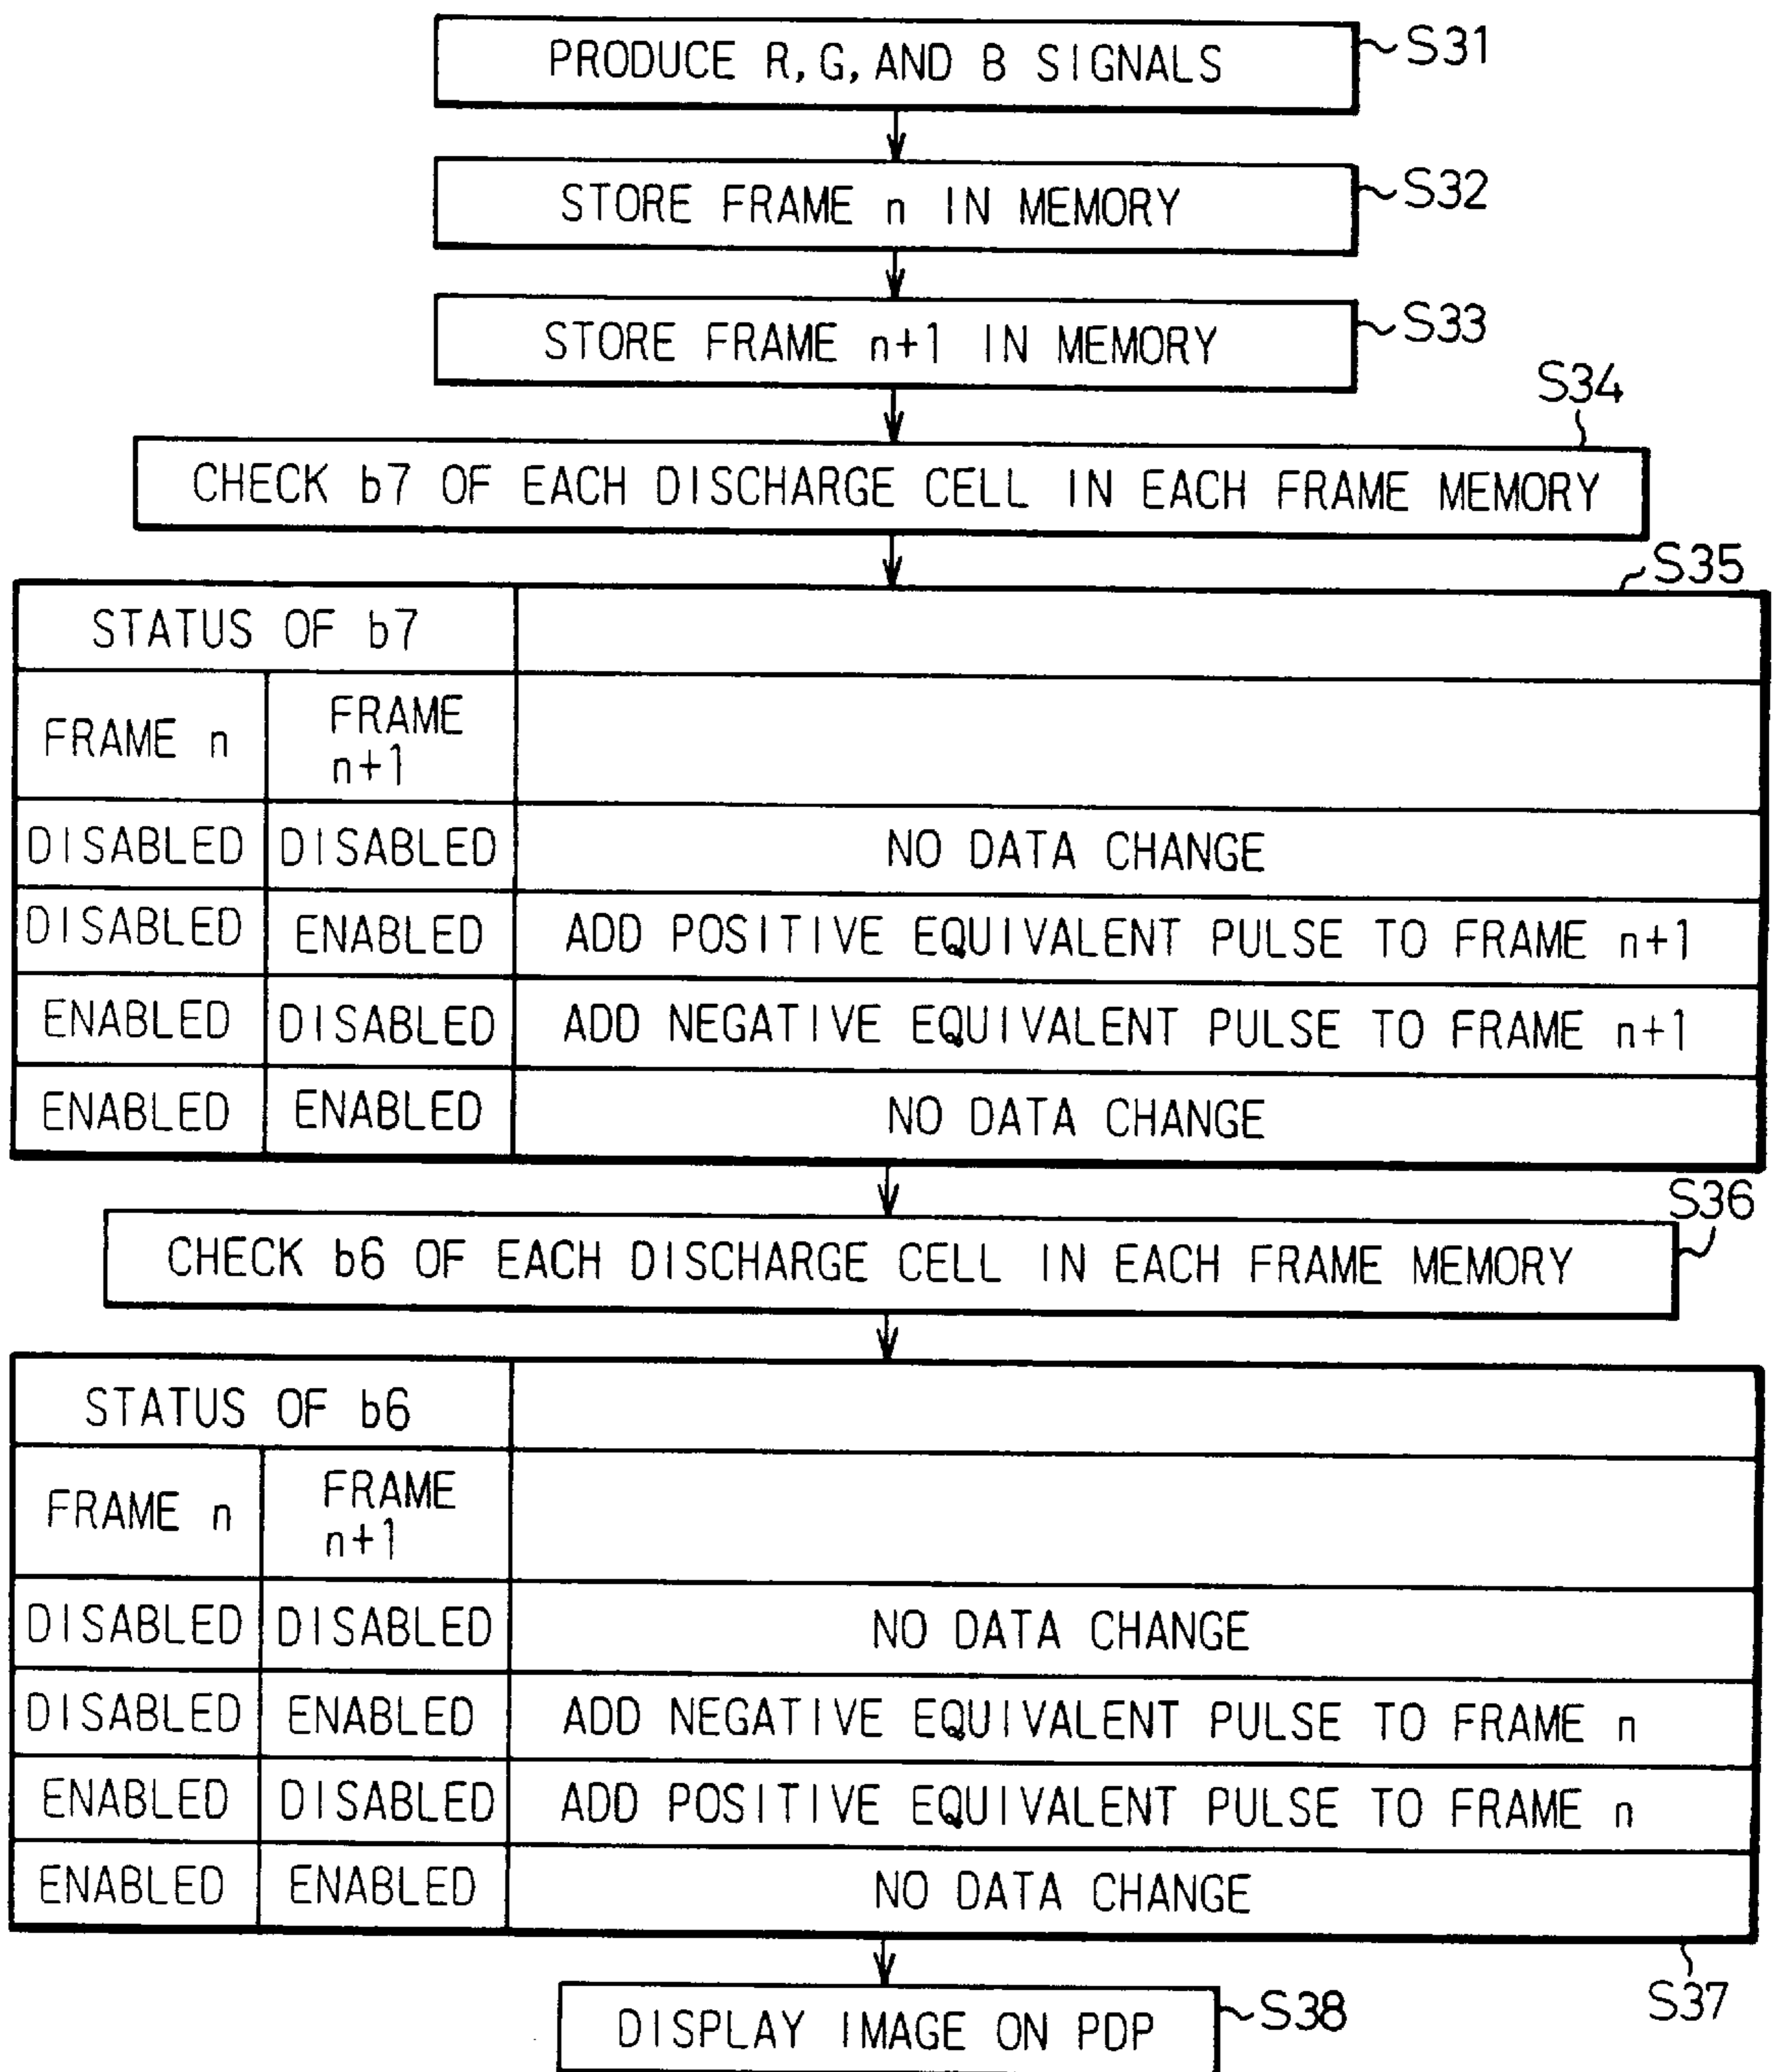 PRODUCE R, G, AND B SIGNALS
S31
STORE FRAME n IN MEMORY
S32
STORE FRAME n+1 IN MEMORY
S33
S34
CHECK b7 OF EACH DISCHARGE CELL IN EACH FRAME MEMORY
S35
STATUS OF b7
FRAME n
FRAME
n+1
DISABLED DISABLED NO DATA CHANGE
DISABLED ENABLED ADD POSITIVE EQUIVALENT PULSE TO FRAME n+1
ENABLED DISABLED ADD NEGATIVE EQUIVALENT PULSE TO FRAME n+1
ENABLED ENABLED NO DATA CHANGE
S36
CHECK b6 OF EACH DISCHARGE CELL IN EACH FRAME MEMORY
STATUS OF b6
FRAME n
FRAME
n+1
DISABLED DISABLED NO DATA CHANGE
DISABLED ENABLED ADD NEGATIVE EQUIVALENT PULSE TO FRAME n
ENABLED DISABLED ADD POSITIVE EQUIVALENT PULSE TO FRAME n
ENABLED ENABLED NO DATA CHANGE
S37
DISPLAY IMAGE ON PDP
S38